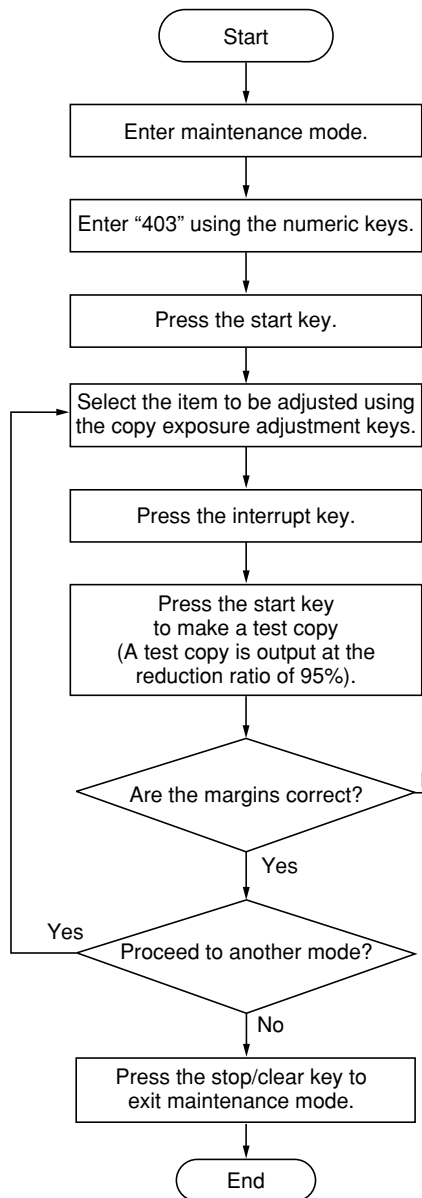 Start
Enter maintenance mode.
Enter “403” using the numeric keys.
Press the start key.
Select the item to be adjusted using
the copy exposure adjustment keys.
Press the interrupt key.
Press the start key
to make a test copy
(A test copy is output at the
reduction ratio of 95%).
Are the margins correct?
Yes
Yes
Proceed to another mode?
No
Press the stop/clear key to
exit maintenance mode.
End